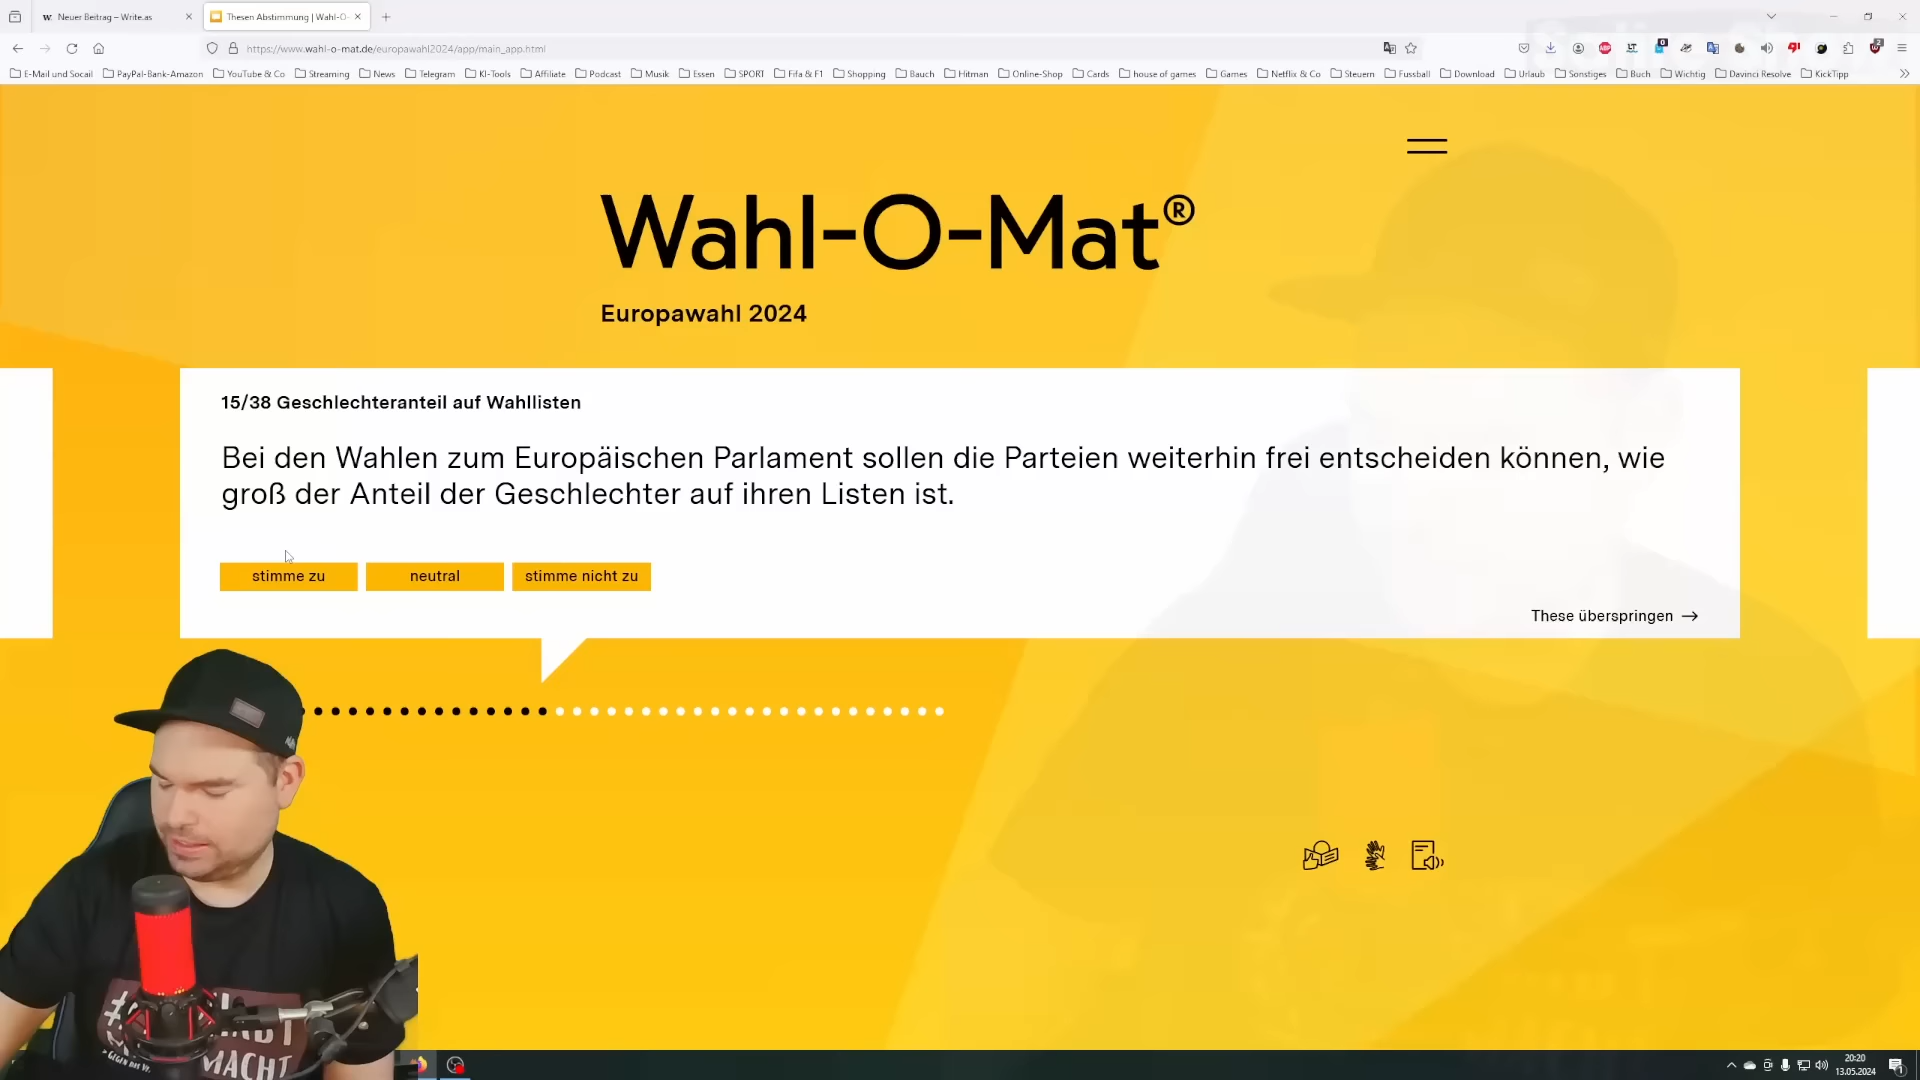 Neuer Beitrag – Write.as
Thesen Abstimmung | Wahl-O-
https://www.wahl-o-mat.de/europawahl2024/app/main_app.html
E-Mail und Socail
PayPal-Bank-Amazon
YouTube & Co
Streaming
News
Telegram
KI-Tools
Affiliate
Podcast
Musik
Essen
SPORT
Fifa & F1
Shopping
Bauch
Hitman
Online-Shop
Cards
house of games
Games
Netflix & Co
Steuern
Fussball
Download
Urlaub
Sonstiges
Buch
Wichtig
Davinci Resolve
KickTipp
Wahl-O-Mat®
Europawahl 2024
15/38 Geschlechteranteil auf Wahllisten
Bei den Wahlen zum Europäischen Parlament sollen die Parteien weiterhin frei entscheiden können, wie
groß der Anteil der Geschlechter auf ihren Listen ist.
stimme zu
neutral
stimme nicht zu
These überspringen
MACHT
20:20
13.05.2024